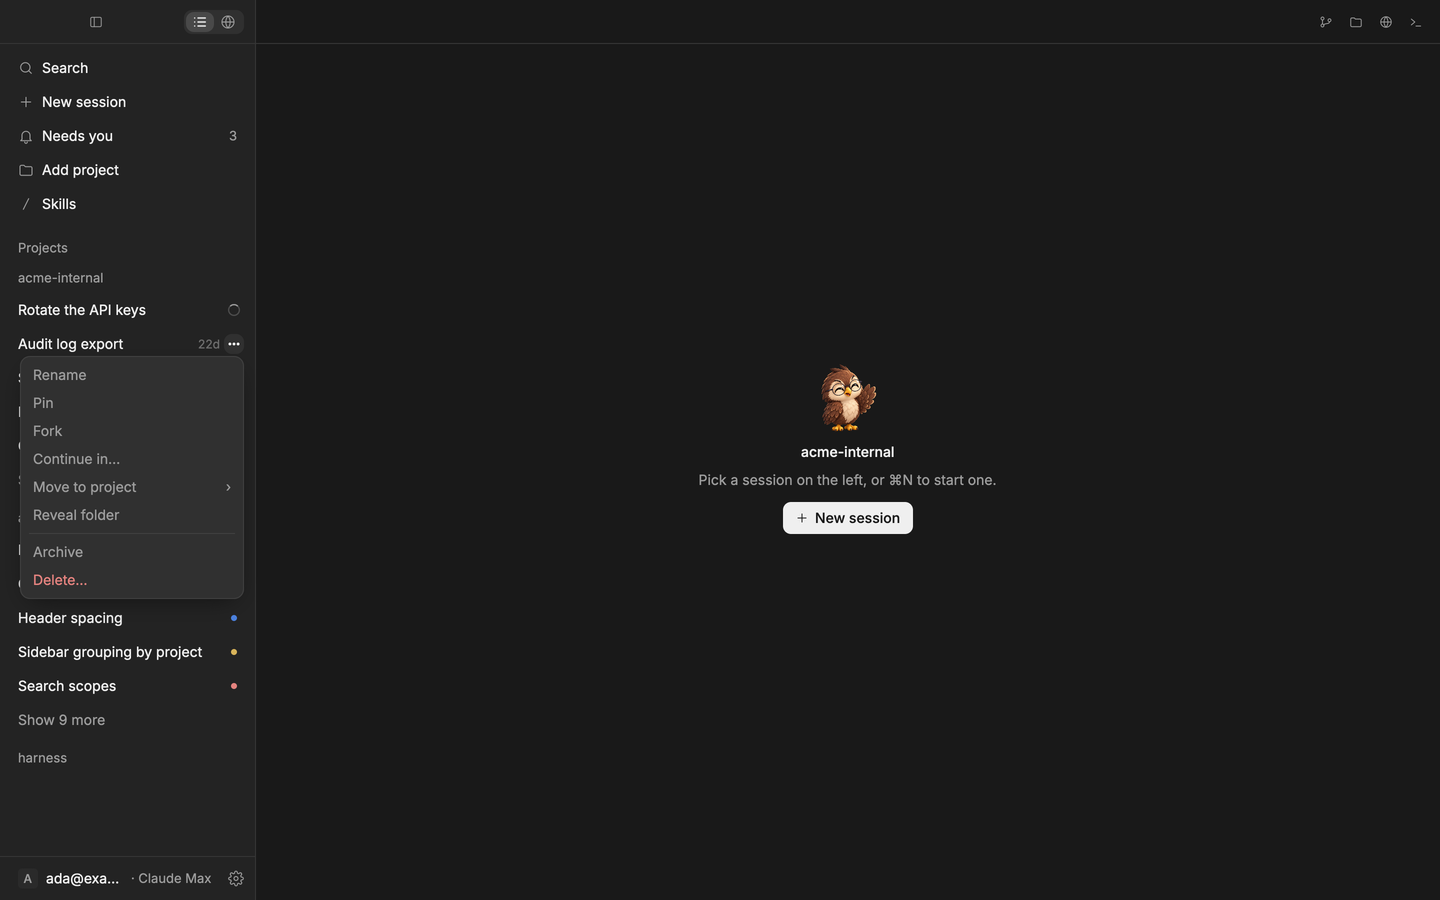 Search
New session
Needs you 3
Add project
Skills
Projects
acme-internal
Rotate the API keys
Audit log export 22d
Rename
Pin
Fork
Continue in...
Move to project
Reveal folder
Archive
Delete...
Header spacing
Sidebar grouping by project
Search scopes
Show 9 more
harness
A ada@exa... · Claude Max
acme-internal
Pick a session on the left, or ⌘N to start one.
New session